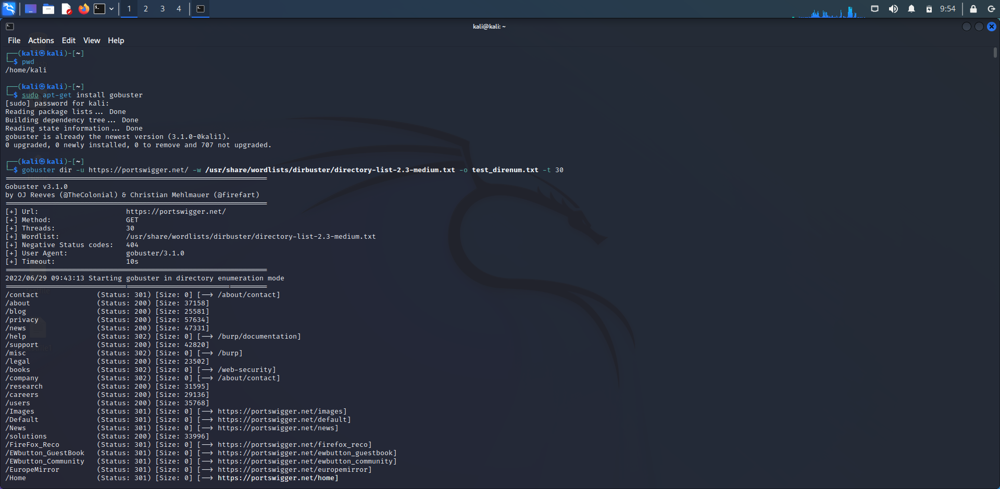 1 2 3 4
9:54
kali@kali: ~
File Actions Edit View Help
┌──(kali㉿kali)-[~]
└─$ pwd
/home/kali
┌──(kali㉿kali)-[~]
└─$ sudo apt-get install gobuster
[sudo] password for kali:
Reading package lists... Done
Building dependency tree... Done
Reading state information... Done
gobuster is already the newest version (3.1.0-0kali1).
0 upgraded, 0 newly installed, 0 to remove and 707 not upgraded.
┌──(kali㉿kali)-[~]
└─$ gobuster dir -u https://portswigger.net/ -w /usr/share/wordlists/dirbuster/directory-list-2.3-medium.txt -o test_direnum.txt -t 30
===============================================================
Gobuster v3.1.0
by OJ Reeves (@TheColonial) & Christian Mehlmauer (@firefart)
===============================================================
[+] Url: https://portswigger.net/
[+] Method: GET
[+] Threads: 30
[+] Wordlist: /usr/share/wordlists/dirbuster/directory-list-2.3-medium.txt
[+] Negative Status codes: 404
[+] User Agent: gobuster/3.1.0
[+] Timeout: 10s
===============================================================
2022/06/29 09:43:13 Starting gobuster in directory enumeration mode
===============================================================
/contact (Status: 301) [Size: 0] [--> /about/contact]
/about (Status: 200) [Size: 37158]
/blog (Status: 200) [Size: 25581]
/privacy (Status: 200) [Size: 57634]
/news (Status: 200) [Size: 47331]
/help (Status: 302) [Size: 0] [--> /burp/documentation]
/support (Status: 200) [Size: 42820]
/misc (Status: 302) [Size: 0] [--> /burp]
/legal (Status: 200) [Size: 23502]
/books (Status: 302) [Size: 0] [--> /web-security]
/company (Status: 302) [Size: 0] [--> /about/contact]
/research (Status: 200) [Size: 31595]
/careers (Status: 200) [Size: 29136]
/users (Status: 200) [Size: 35768]
/Images (Status: 301) [Size: 0] [--> https://portswigger.net/images]
/Default (Status: 301) [Size: 0] [--> https://portswigger.net/default]
/News (Status: 301) [Size: 0] [--> https://portswigger.net/news]
/solutions (Status: 200) [Size: 33996]
/FireFox_Reco (Status: 301) [Size: 0] [--> https://portswigger.net/firefox_reco]
/EWbutton_GuestBook (Status: 301) [Size: 0] [--> https://portswigger.net/ewbutton_guestbook]
/EWbutton_Community (Status: 301) [Size: 0] [--> https://portswigger.net/ewbutton_community]
/EuropeMirror (Status: 301) [Size: 0] [--> https://portswigger.net/europemirror]
/Home (Status: 301) [Size: 0] [--> https://portswigger.net/home]